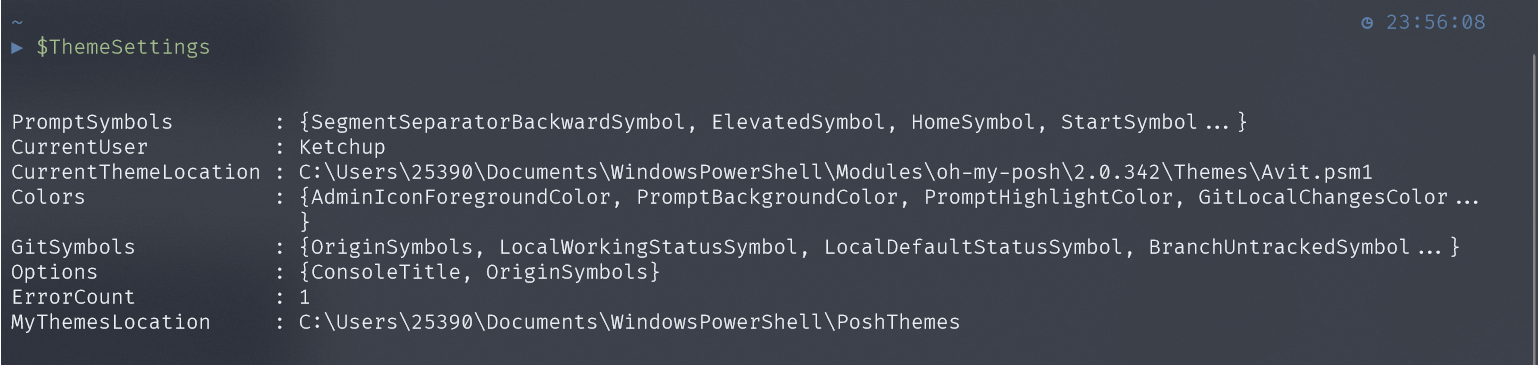 ~ 23:56:08
▶ $ThemeSettings
PromptSymbols : {SegmentSeparatorBackwardSymbol, ElevatedSymbol, HomeSymbol, StartSymbol...}
CurrentUser : Ketchup
CurrentThemeLocation : C:\Users\25390\Documents\WindowsPowerShell\Modules\oh-my-posh\2.0.342\Themes\Avit.psm1
Colors : {AdminIconForegroundColor, PromptBackgroundColor, PromptHighlightColor, GitLocalChangesColor...
}
GitSymbols : {OriginSymbols, LocalWorkingStatusSymbol, LocalDefaultStatusSymbol, BranchUntrackedSymbol...}
Options : {ConsoleTitle, OriginSymbols}
ErrorCount : 1
MyThemesLocation : C:\Users\25390\Documents\WindowsPowerShell\PoshThemes